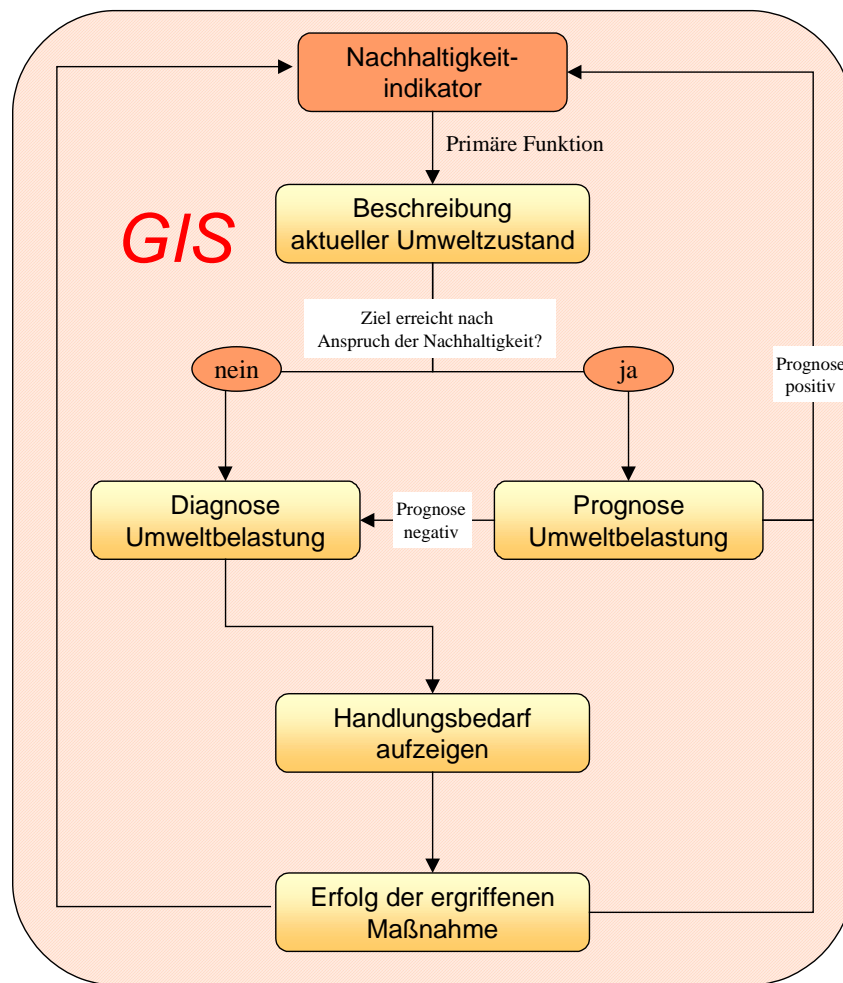 Nachhaltigkeit-
indikator
Primäre Funktion
Beschreibung
aktueller Umweltzustand
GIS
Ziel erreicht nach
Anspruch der Nachhaltigkeit?
nein
ja
Prognose
positiv
Diagnose
Umweltbelastung
Prognose
negativ
Prognose
Umweltbelastung
Handlungsbedarf
aufzeigen
Erfolg der ergriffenen
Maßnahme